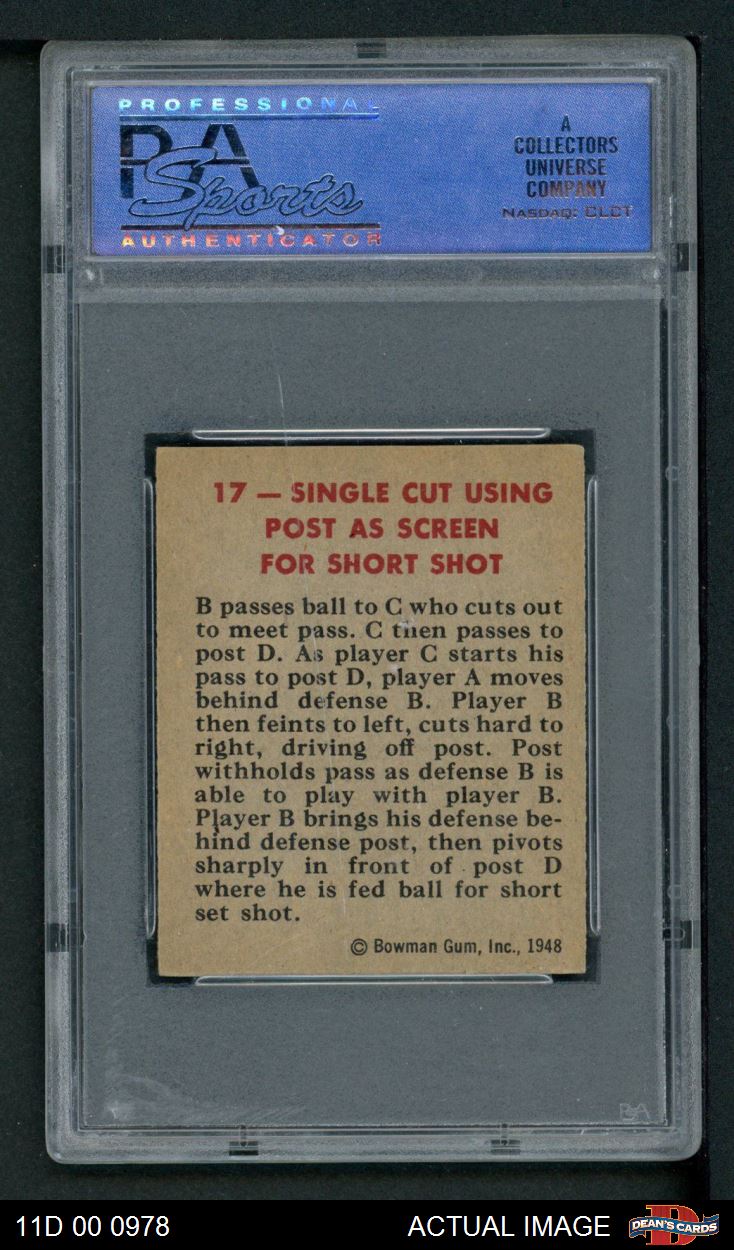 PROFESSIONAL
PSA
Sports
AUTHENTICATOR
A
COLLECTORS
UNIVERSE
COMPANY
NASDAQ: CLCT
17 — SINGLE CUT USING
POST AS SCREEN
FOR SHORT SHOT
B passes ball to C who cuts out
to meet pass. C then passes to
post D. As player C starts his
pass to post D, player A moves
behind defense B. Player B
then feints to left, cuts hard to
right, driving off post. Post
withholds pass as defense B is
able to play with player B.
Player B brings his defense be-
hind defense post, then pivots
sharply in front of post D
where he is fed ball for short
set shot.
© Bowman Gum, Inc., 1948
PSA
11D 00 0978
ACTUAL IMAGE
DEAN'S CARDS